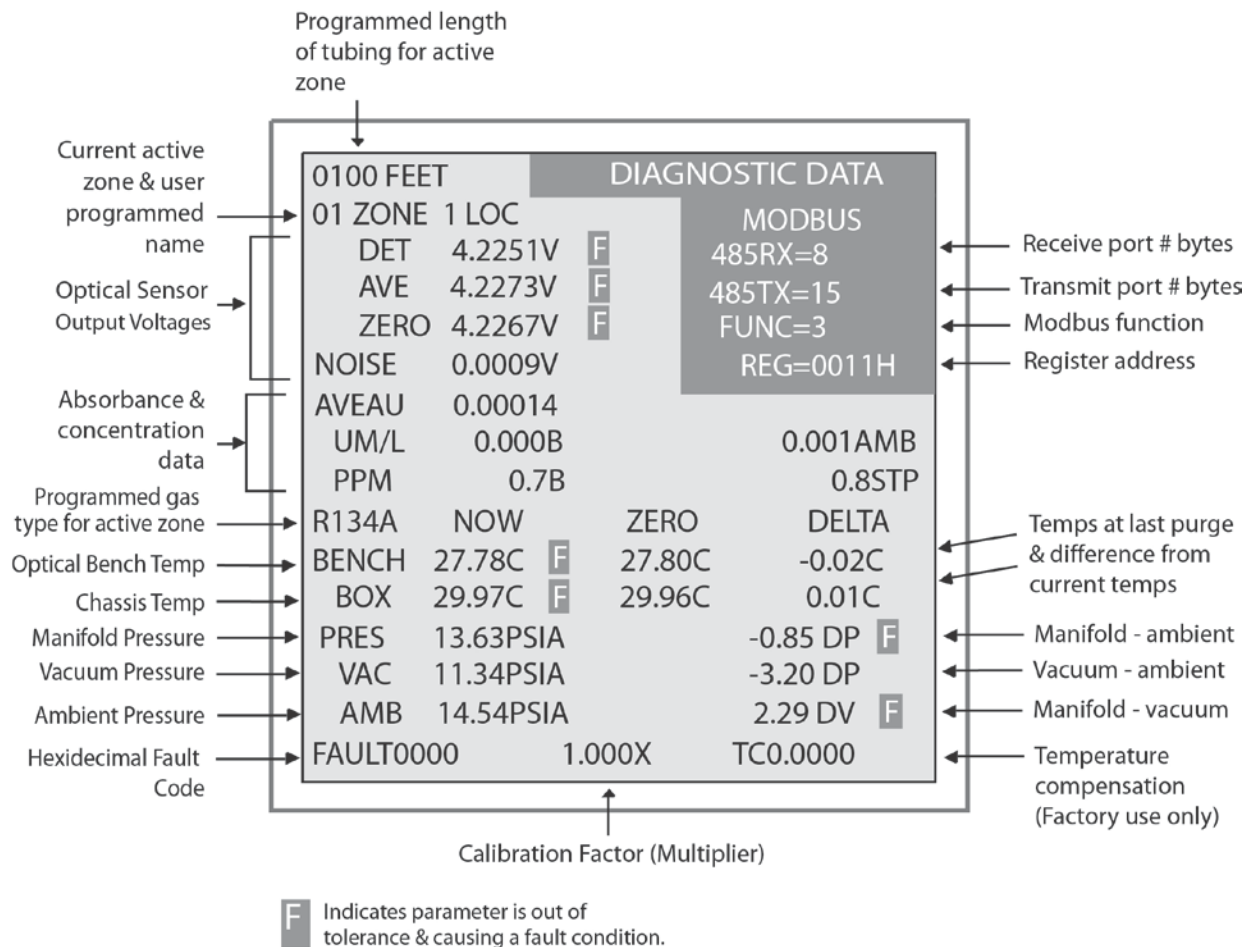 Programmed length
of tubing for active
zone
Current active
zone & user
programmed
name
Optical Sensor
Output Voltages
Absorbance &
concentration
data
Programmed gas
type for active zone
Optical Bench Temp
Chassis Temp
Manifold Pressure
Vacuum Pressure
Ambient Pressure
Hexidecimal Fault
Code
0100 FEET DIAGNOSTIC DATA
01 ZONE 1 LOC MODBUS
DET 4.2251V F 485RX=8
AVE 4.2273V F 485TX=15
ZERO 4.2267V F FUNC=3
NOISE 0.0009V REG=0011H
AVEAU 0.00014
UM/L 0.000B 0.001AMB
PPM 0.7B 0.8STP
R134A NOW ZERO DELTA
BENCH 27.78C F 27.80C -0.02C
BOX 29.97C F 29.96C 0.01C
PRES 13.63PSIA -0.85 DP F
VAC 11.34PSIA -3.20 DP
AMB 14.54PSIA 2.29 DV F
FAULT0000 1.000X TC0.0000
Receive port # bytes
Transmit port # bytes
Modbus function
Register address
Temps at last purge
& difference from
current temps
Manifold - ambient
Vacuum - ambient
Manifold - vacuum
Temperature
compensation
(Factory use only)
Calibration Factor (Multiplier)
F Indicates parameter is out of
tolerance & causing a fault condition.